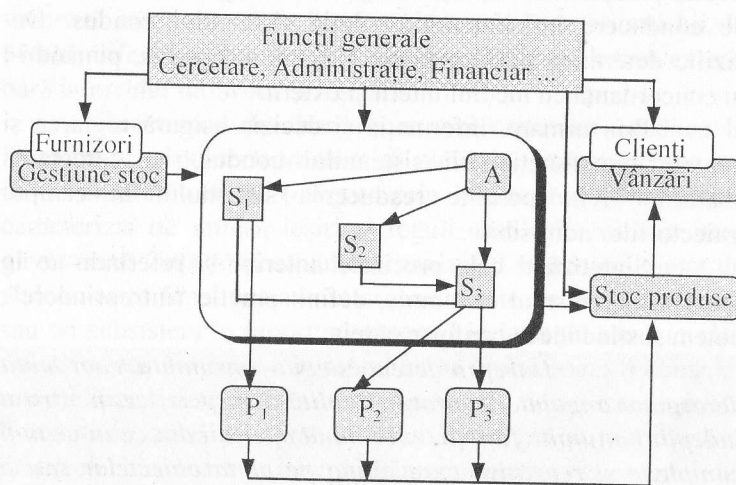 Funcții generale
Cercetare, Administrație, Financiar ...
Furnizori
Gestiune stoc
Clienți
Vânzări
S1
A
S2
S3
Stoc produse
P1
P2
P3